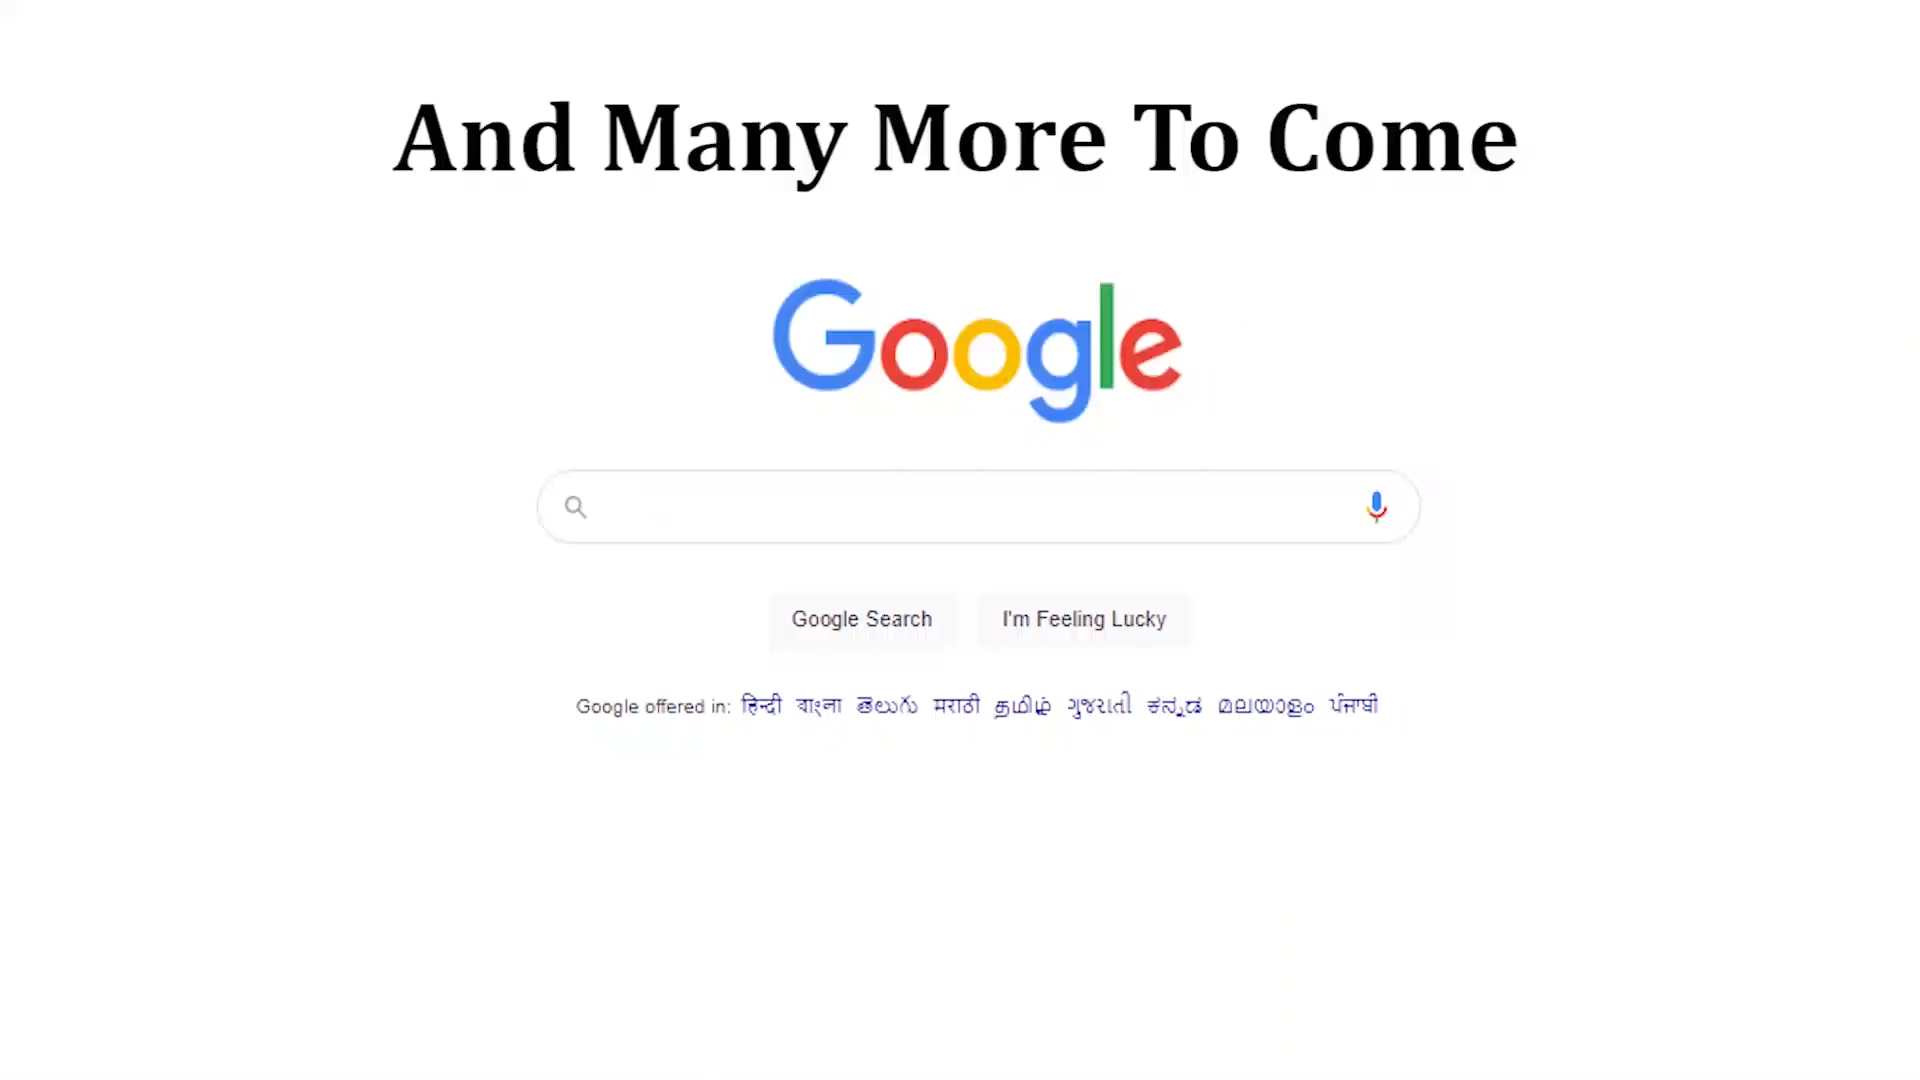 And Many More To Come
Google
Google Search I'm Feeling Lucky
Google offered in: हिन्दी বাংলা తెలుగు मराठी தமிழ் ગુજરાતી ಕನ್ನಡ മലയാളം ਪੰਜਾਬੀ